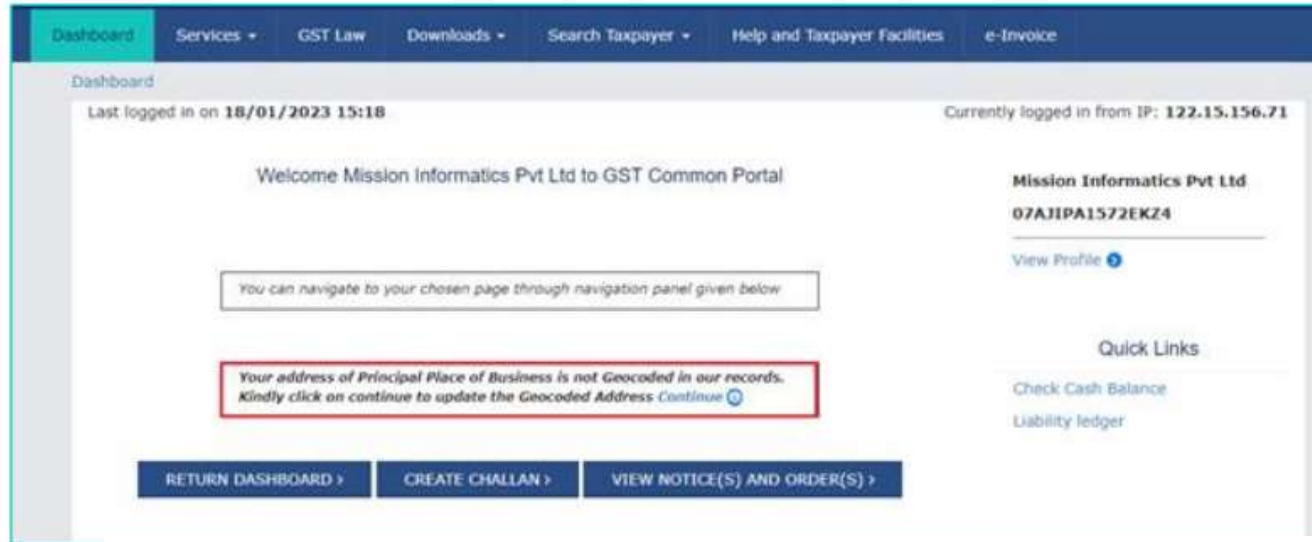 Dashboard Services GST Law Downloads Search Taxpayer Help and Taxpayer Facilities e-Invoice
Dashboard
Last logged in on 18/01/2023 15:18
Currently logged in from IP: 122.15.156.71
Welcome Mission Informatics Pvt Ltd to GST Common Portal
Mission Informatics Pvt Ltd
07AJIPA1572EKZ4
View Profile
You can navigate to your chosen page through navigation panel given below
Your address of Principal Place of Business is not Geocoded in our records.
Kindly click on continue to update the Geocoded Address Continue
Quick Links
Check Cash Balance
Liability ledger
RETURN DASHBOARD > CREATE CHALLAN > VIEW NOTICE(S) AND ORDER(S) >